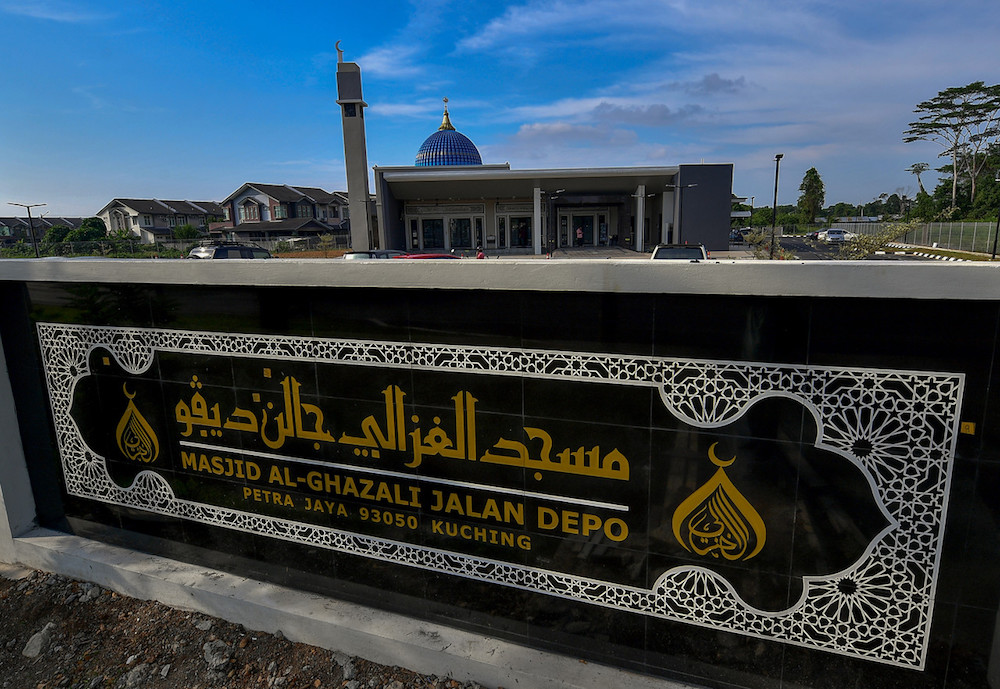 مسجد الغزالي جالن ديڤو
MASJID AL-GHAZALI JALAN DEPO
PETRA JAYA 93050 KUCHING